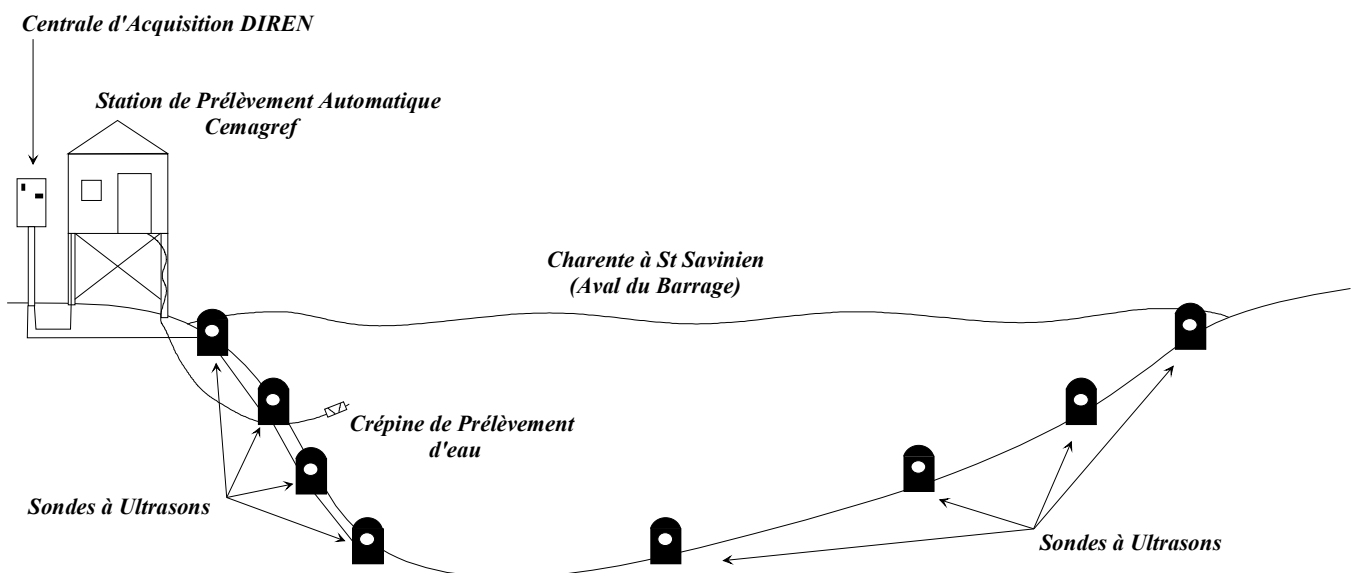 Centrale d'Acquisition DIREN
Station de Prélèvement Automatique
Cemagref
Charente à St Savinien
(Aval du Barrage)
Crépine de Prélèvement
d'eau
Sondes à Ultrasons
Sondes à Ultrasons